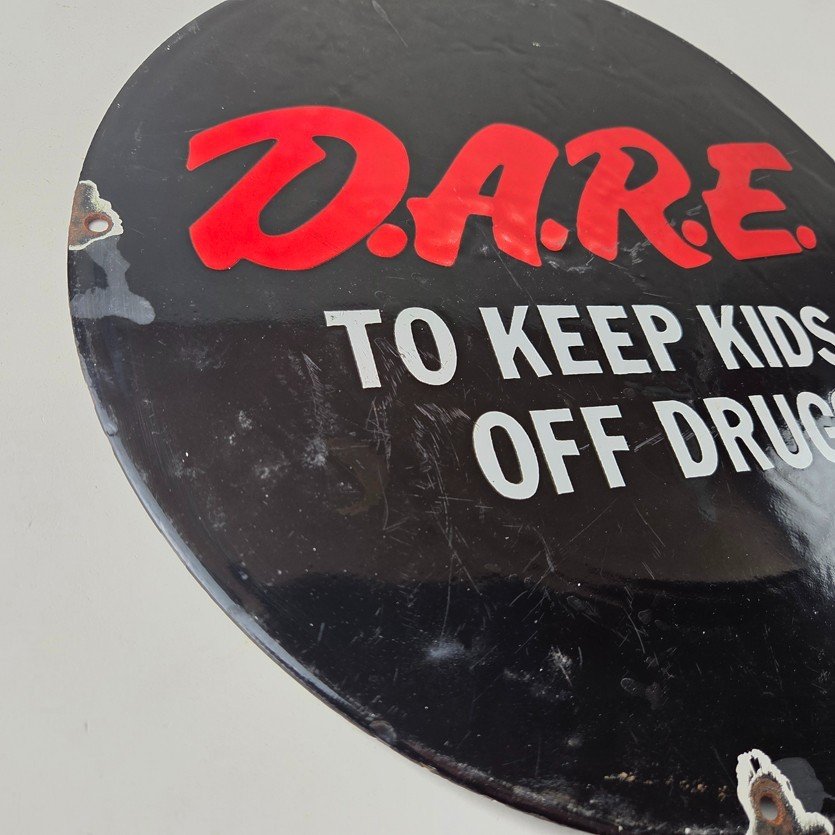 D.A.R.E.
TO KEEP KIDS
OFF DRUG